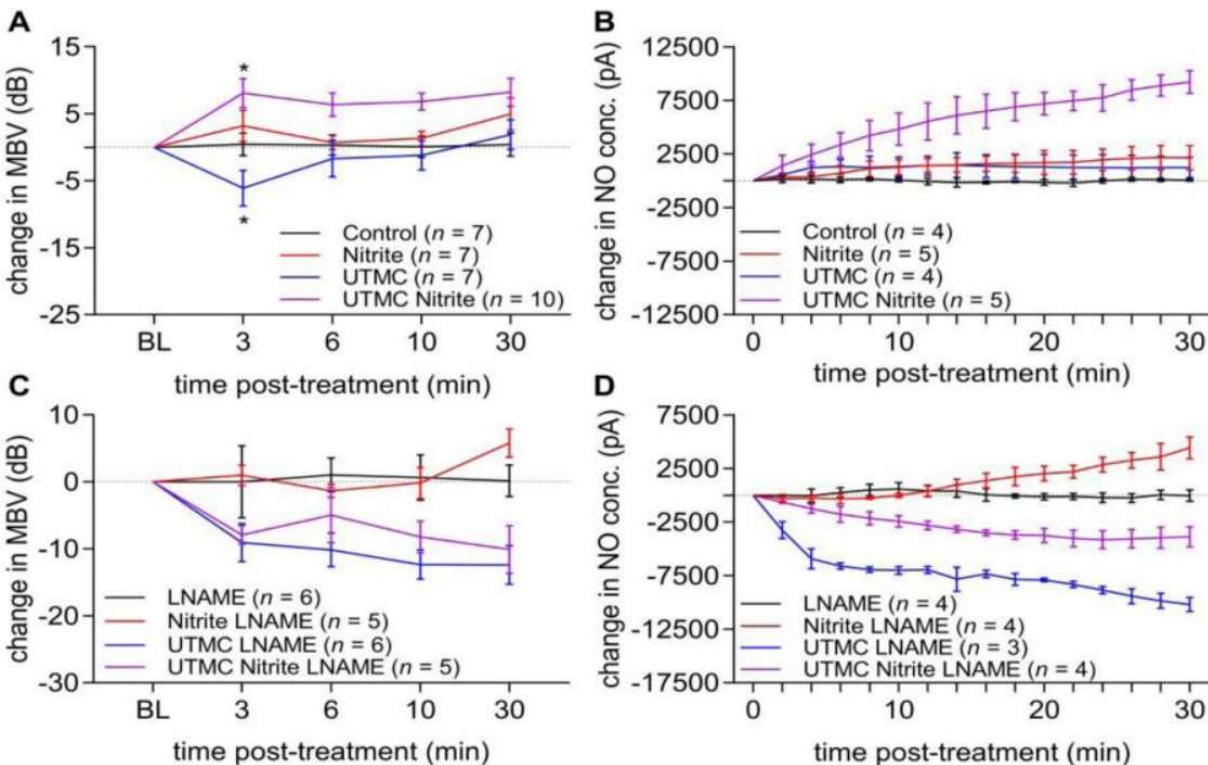 A
change in MBV (dB)
15
5
-5
-15
-25
*
*
Control (n = 7)
Nitrite (n = 7)
UTMC (n = 7)
UTMC Nitrite (n = 10)
BL 3 6 10 30
time post-treatment (min)
B
change in NO conc. (pA)
12500
7500
2500
-2500
-7500
-12500
Control (n = 4)
Nitrite (n = 5)
UTMC (n = 4)
UTMC Nitrite (n = 5)
0 10 20 30
time post-treatment (min)
C
change in MBV (dB)
10
0
-10
-20
-30
LNAME (n = 6)
Nitrite LNAME (n = 5)
UTMC LNAME (n = 6)
UTMC Nitrite LNAME (n = 5)
BL 3 6 10 30
time post-treatment (min)
D
change in NO conc. (pA)
7500
2500
-2500
-7500
-12500
-17500
LNAME (n = 4)
Nitrite LNAME (n = 4)
UTMC LNAME (n = 3)
UTMC Nitrite LNAME (n = 4)
0 10 20 30
time post-treatment (min)